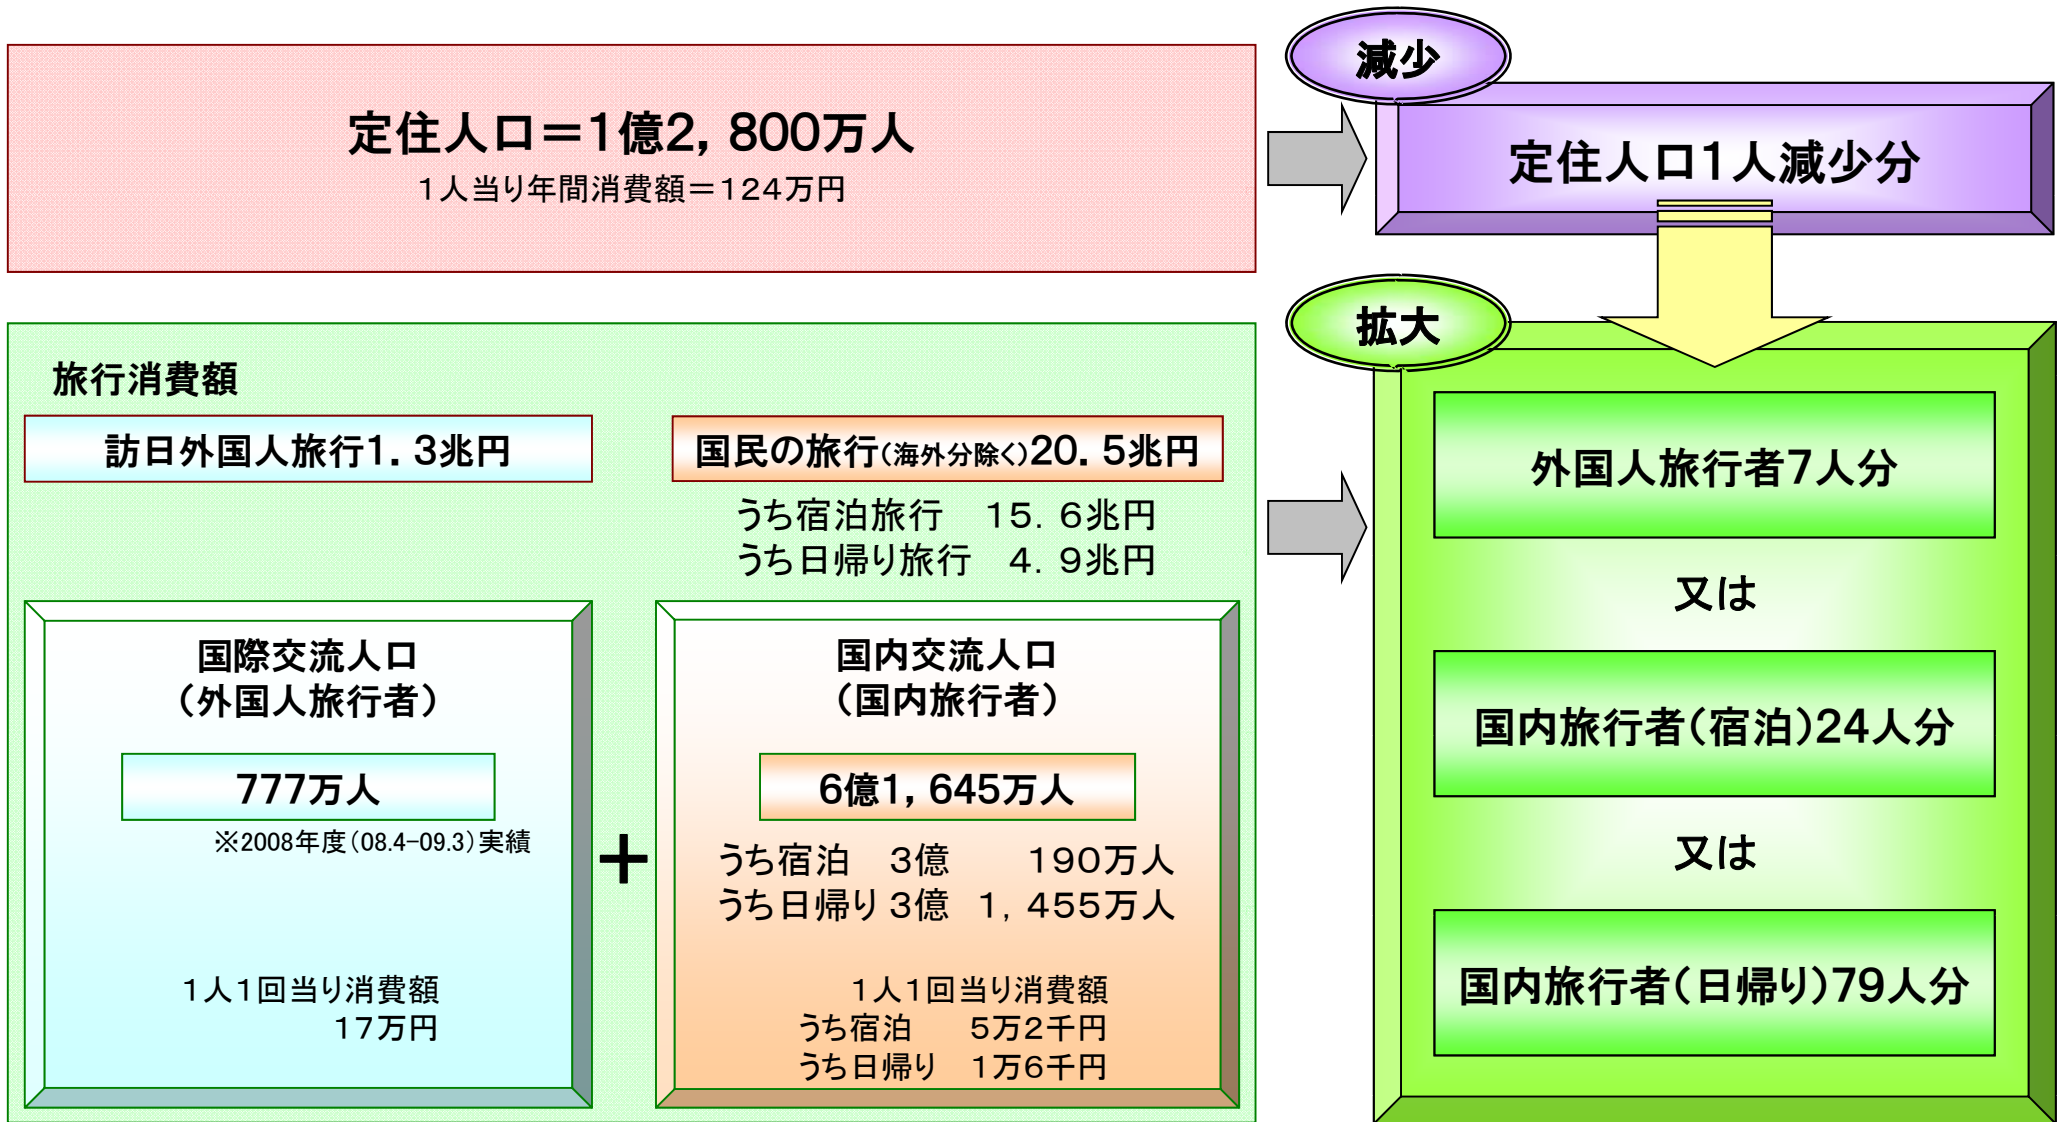 定住人口＝1億2，800万人
１人当り年間消費額＝１２４万円
減少
定住人口1人減少分
旅行消費額
訪日外国人旅行1．3兆円
国民の旅行（海外分除く）20．5兆円
うち宿泊旅行　１５．６兆円
うち日帰り旅行　４．９兆円
国際交流人口
（外国人旅行者）
777万人
※2008年度（08.4-09.3）実績
１人１回当り消費額
１７万円
＋
国内交流人口
（国内旅行者）
6億1，645万人
うち宿泊　３億　　１９０万人
うち日帰り ３億　１，４５５万人
１人１回当り消費額
うち宿泊　　５万２千円
うち日帰り　１万６千円
拡大
外国人旅行者7人分
又は
国内旅行者（宿泊）24人分
又は
国内旅行者（日帰り）79人分